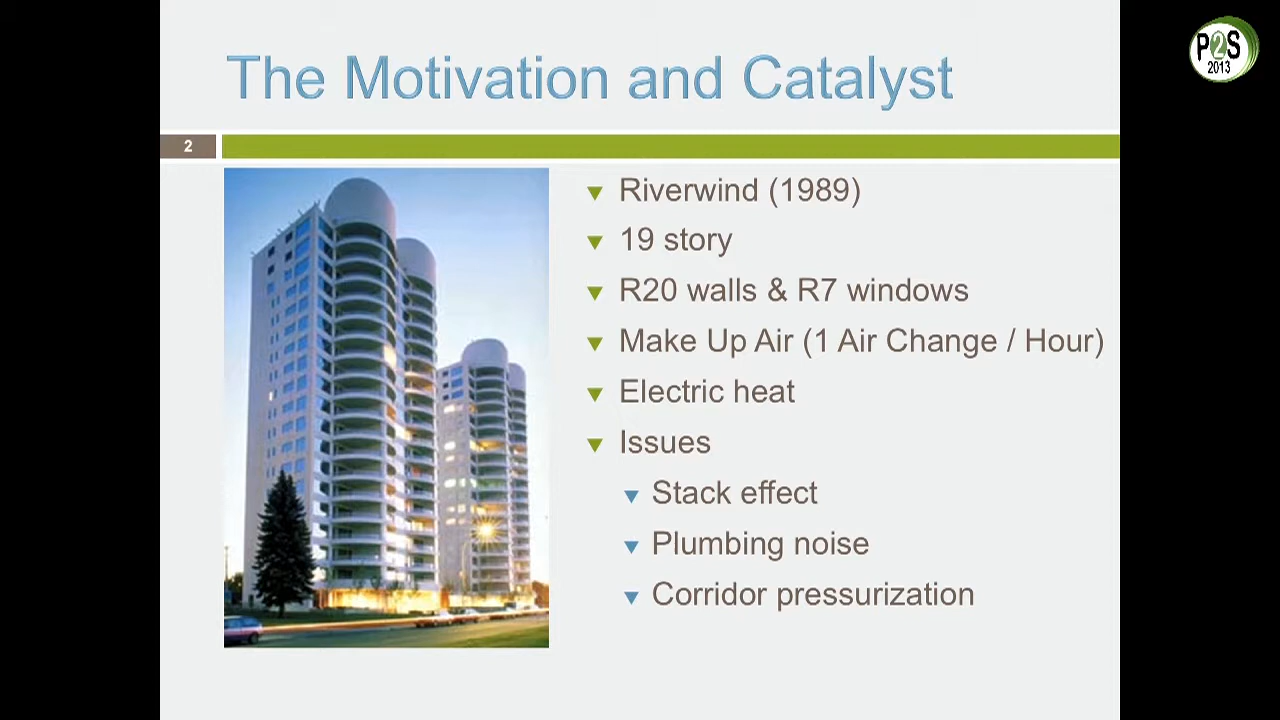 The Motivation and Catalyst
P2S
2013
2
Riverwind (1989)
19 story
R20 walls & R7 windows
Make Up Air (1 Air Change / Hour)
Electric heat
Issues
Stack effect
Plumbing noise
Corridor pressurization